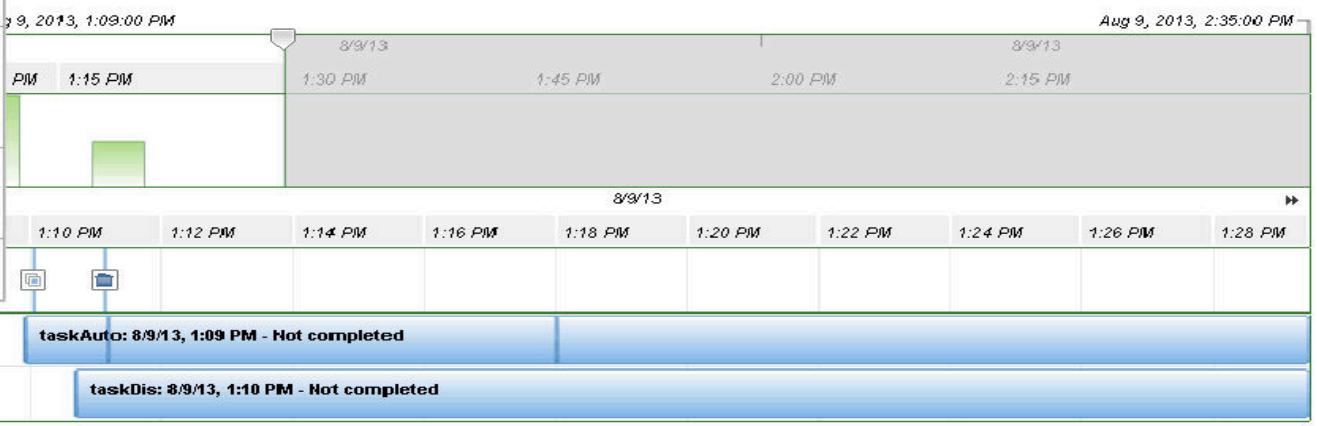 g 9, 2013, 1:09:00 PM
Aug 9, 2013, 2:35:00 PM
8/9/13
8/9/13
PM
1:15 PM
1:30 PM
1:45 PM
2:00 PM
2:15 PM
8/9/13
1:10 PM
1:12 PM
1:14 PM
1:16 PM
1:18 PM
1:20 PM
1:22 PM
1:24 PM
1:26 PM
1:28 PM
taskAuto: 8/9/13, 1:09 PM - Not completed
taskDis: 8/9/13, 1:10 PM - Not completed